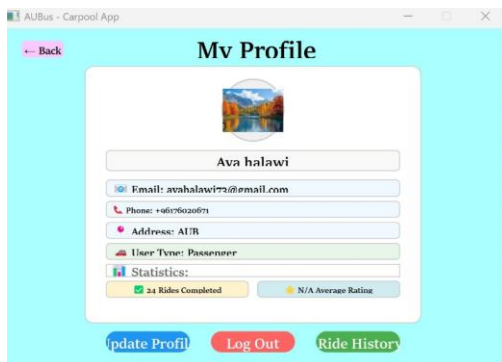 AUBus - Carpool App
← Back
My Profile
Ava halawi
Email: avahalawi73@gmail.com
Phone: +96176020671
Address: AUB
User Type: Passenger
Statistics:
24 Rides Completed
N/A Average Rating
Update Profil
Log Out
Ride History